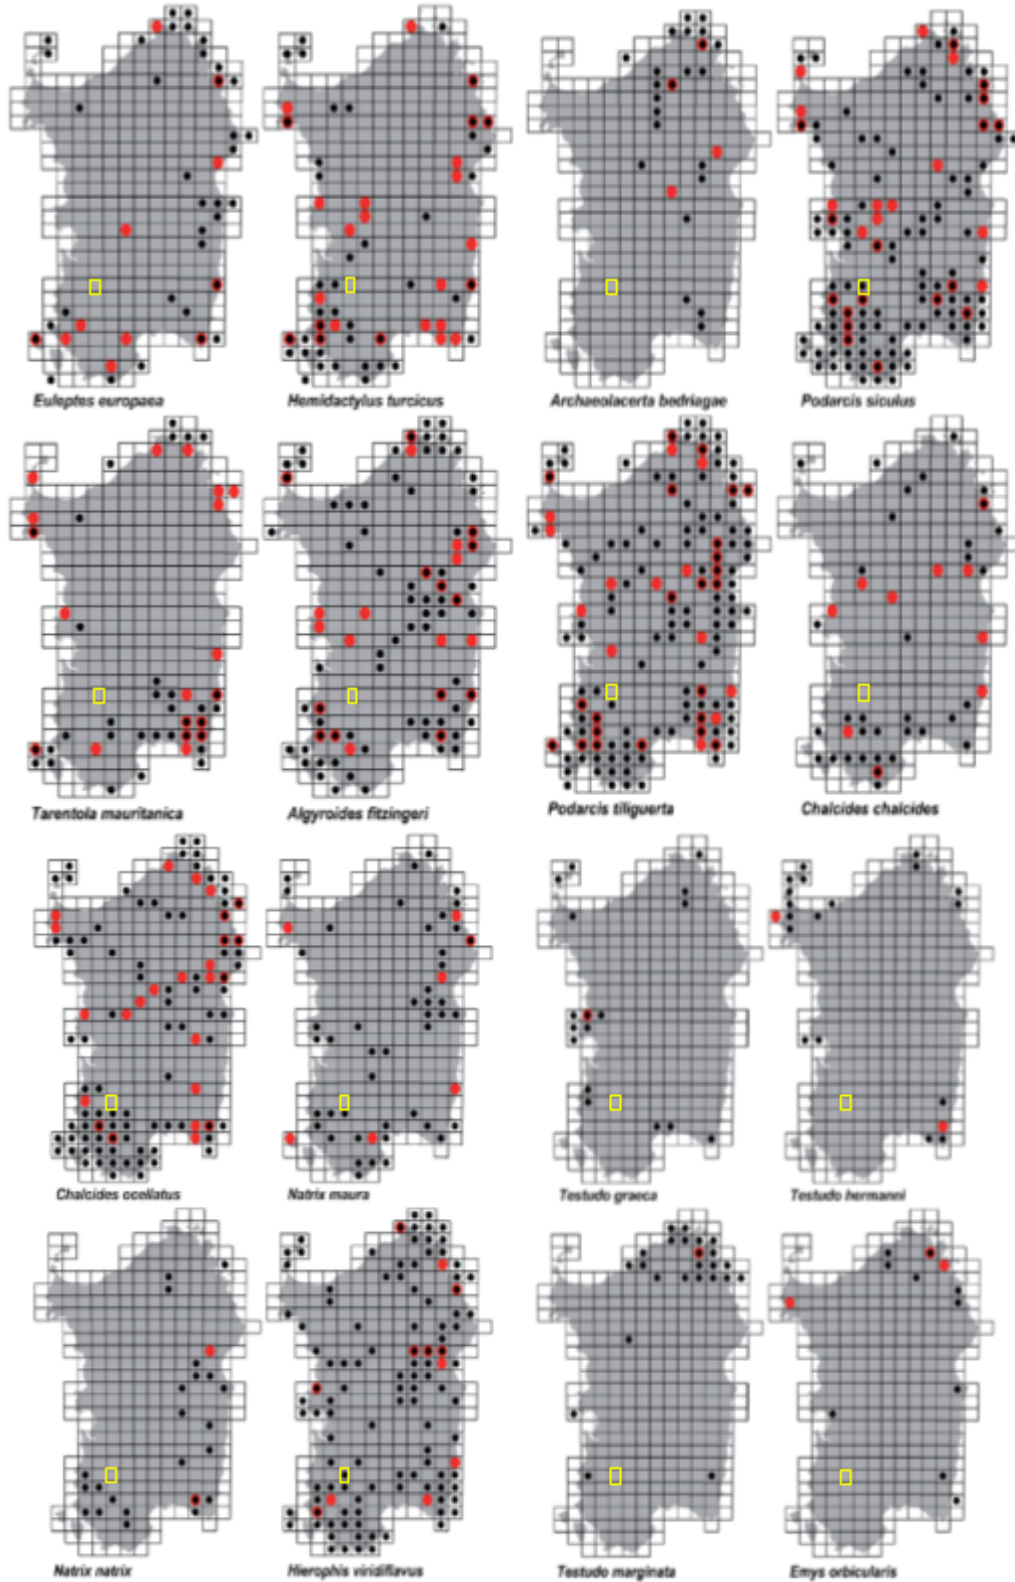 Euleptes europaea
Hemidactylus turcicus
Archaeolacerta bedriagae
Podarcis siculus
Tarentola mauritanica
Algyroides fitzingeri
Podarcis tiliguerta
Chalcides chalcides
Chalcides ocellatus
Natrix maura
Testudo graeca
Testudo hermanni
Natrix natrix
Hierophis viridiflavus
Testudo marginata
Emys orbicularis